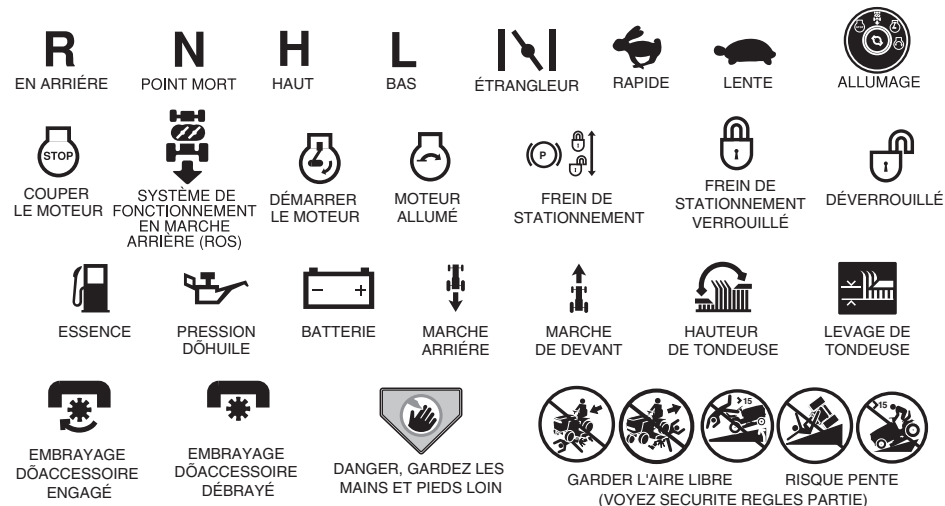 R N H L
EN ARRIÉRE POINT MORT HAUT BAS ÉTRANGLEUR RAPIDE LENTE ALLUMAGE
STOP
P
COUPER
LE MOTEUR
SYSTÈME DE
FONCTIONNEMENT
EN MARCHE
ARRIÈRE (ROS)
DÉMARRER
LE MOTEUR
MOTEUR
ALLUMÉ
FREIN DE
STATIONNEMENT
FREIN DE
STATIONNEMENT
VERROUILLÉ
DÉVERROUILLÉ
- +
ESSENCE
PRESSION
DÕHUILE
BATTERIE
MARCHE
ARRIÉRE
MARCHE
DE DEVANT
HAUTEUR
DE TONDEUSE
LEVAGE DE
TONDEUSE
EMBRAYAGE
DÕACCESSOIRE
ENGAGÉ
EMBRAYAGE
DÕACCESSOIRE
DÉBRAYÉ
DANGER, GARDEZ LES
MAINS ET PIEDS LOIN
>15
>15
GARDER L'AIRE LIBRE RISQUE PENTE
(VOYEZ SECURITE REGLES PARTIE)